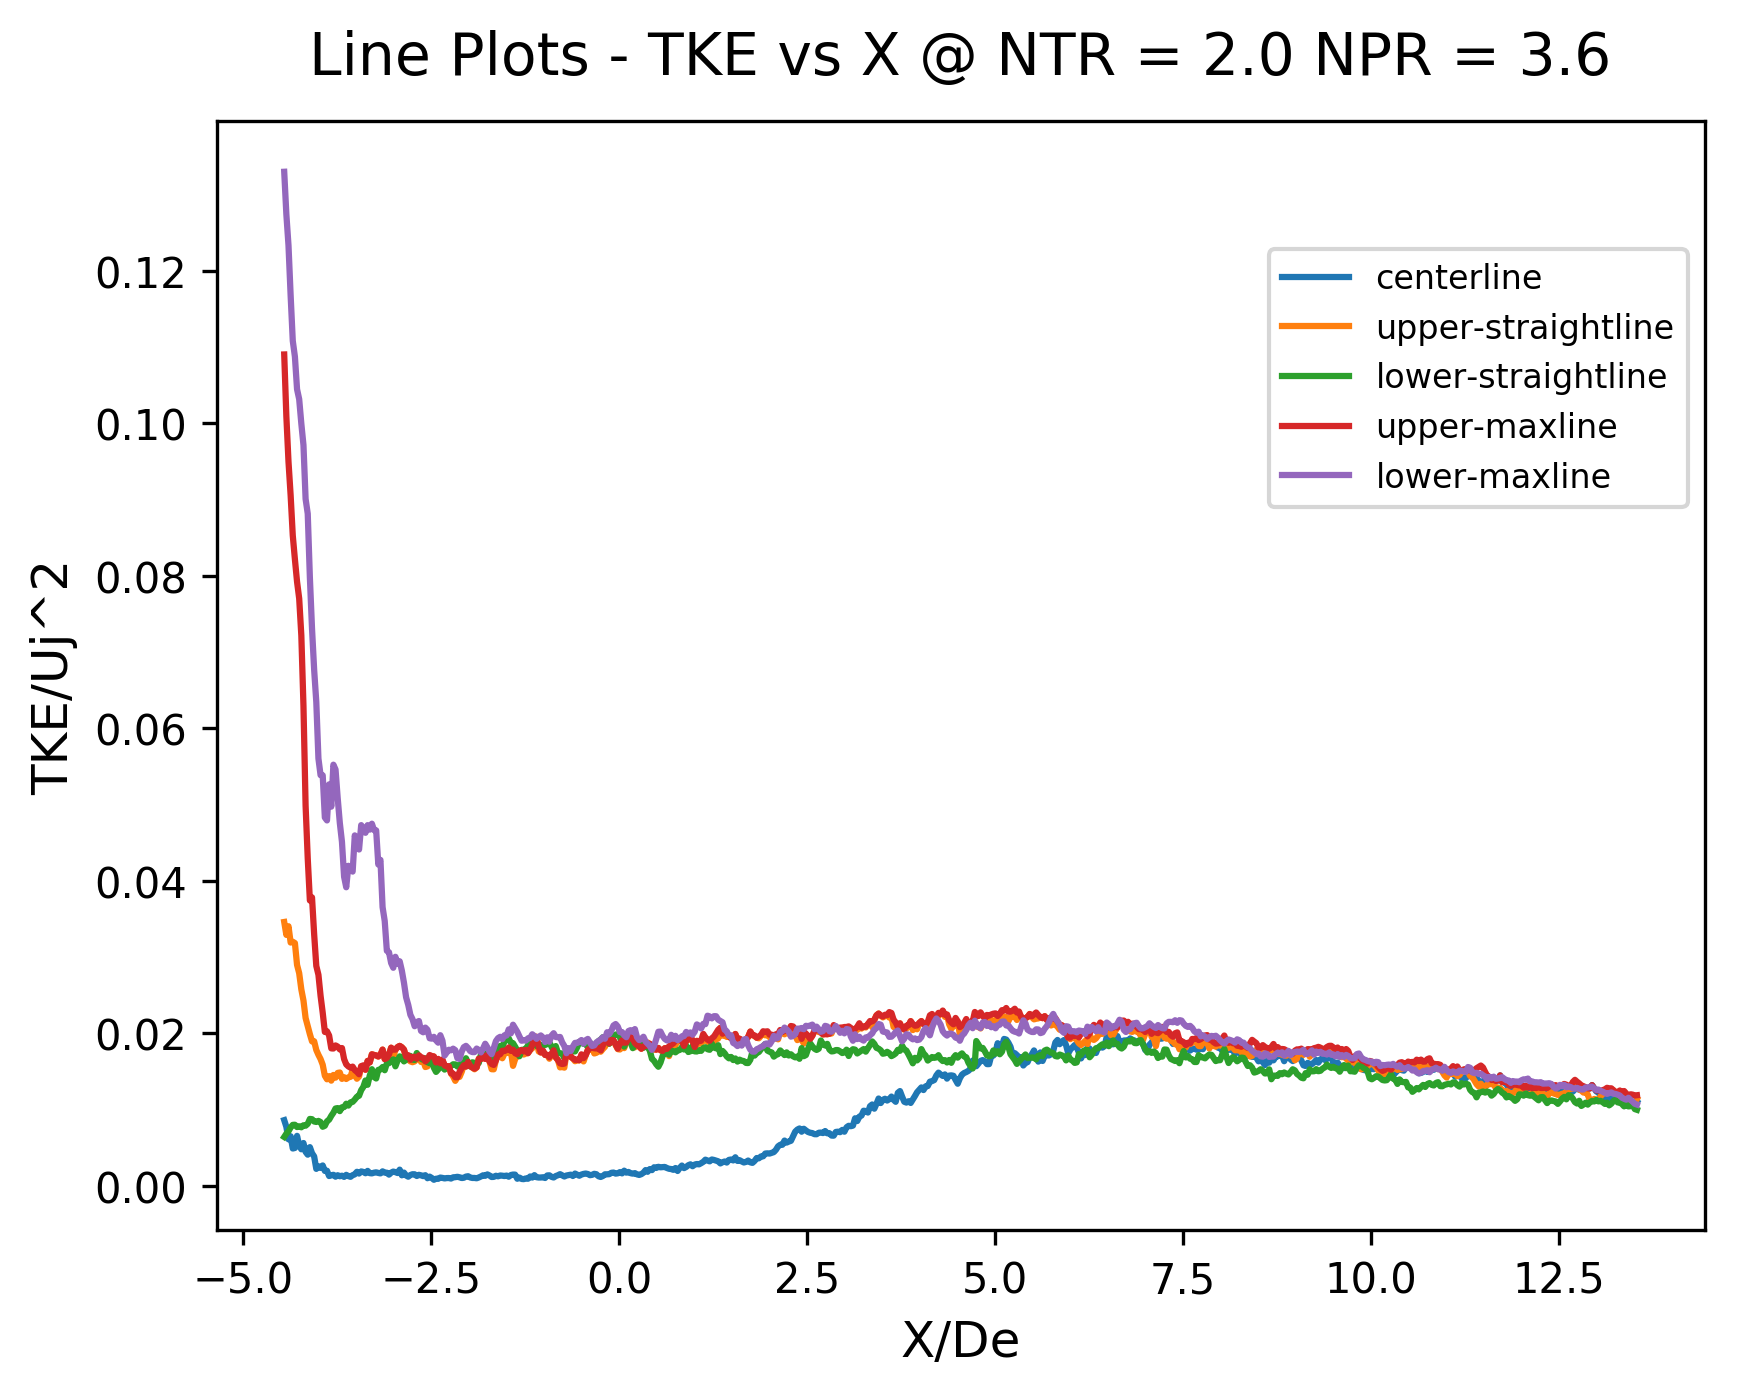 Line Plots - TKE vs X @ NTR = 2.0 NPR = 3.6
TKE/Uj^2
0.12
0.10
0.08
0.06
0.04
0.02
0.00
centerline
upper-straightline
lower-straightline
upper-maxline
lower-maxline
−5.0 −2.5 0.0 2.5 5.0 7.5 10.0 12.5
X/De